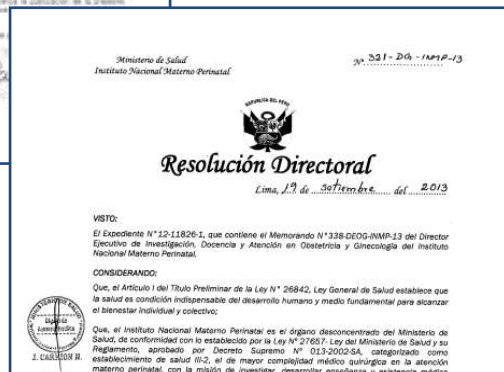 Ministerio de Salud
Instituto Nacional Materno Perinatal
Nº 321-DG-INMP-13
REPUBLICA DEL PERU
Resolución Directoral
Lima, 19 de setiembre del 2013
VISTO:
El Expediente N°12-11826-1, que contiene el Memorando N°338-DEOG-INMP-13 del Director
Ejecutivo de Investigación, Docencia y Atención en Obstetricia y Ginecología del Instituto
Nacional Materno Perinatal,
CONSIDERANDO:
Que, el Artículo I del Título Preliminar de la Ley N° 26842, Ley General de Salud establece que
la salud es condición indispensable del desarrollo humano y medio fundamental para alcanzar
el bienestar individual y colectivo;
Que, el Instituto Nacional Materno Perinatal es el órgano desconcentrado del Ministerio de
Salud, de conformidad con lo establecido por la Ley N° 27657- Ley del Ministerio de Salud y su
Reglamento, aprobado por Decreto Supremo Nº 013-2002-SA, categorizado como
establecimiento de salud III-2, el de mayor complejidad médico quirúrgica en la atención
materno perinatal, con la misión de investigar, desarrollar enseñanza y asistencia médica
J. CARRION N.